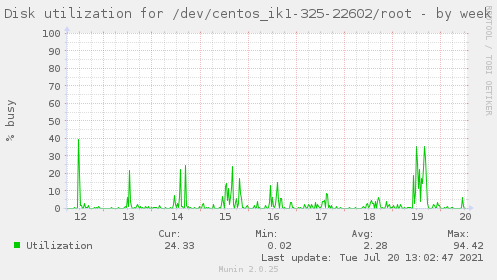 Disk utilization for /dev/centos_ik1-325-22602/root - by week
RRDTOOL / TOBI OETIKER
% busy
100
90
80
70
60
50
40
30
20
10
0
12 13 14 15 16 17 18 19 20
Cur: Min: Avg: Max:
Utilization 24.33 0.02 2.28 94.42
Last update: Tue Jul 20 13:02:47 2021
Munin 2.0.25